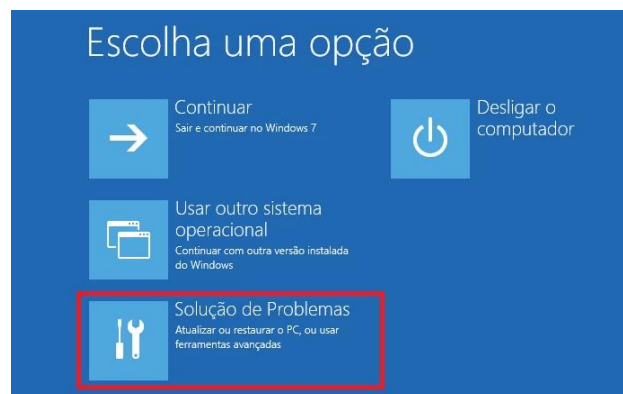 Escolha uma opção
Continuar
Sair e continuar no Windows 7
Usar outro sistema
operacional
Continuar com outra versão instalada
do Windows
Solução de Problemas
Atualizar ou restaurar o PC, ou usar
ferramentas avançadas
Desligar o
computador